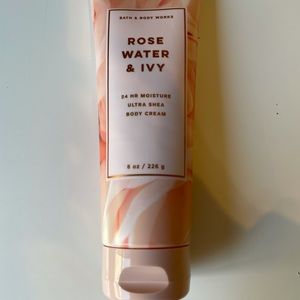 BATH & BODY WORKS
ROSE
WATER
& IVY
24 HR MOISTURE
ULTRA SHEA
BODY CREAM
8 oz / 226 g